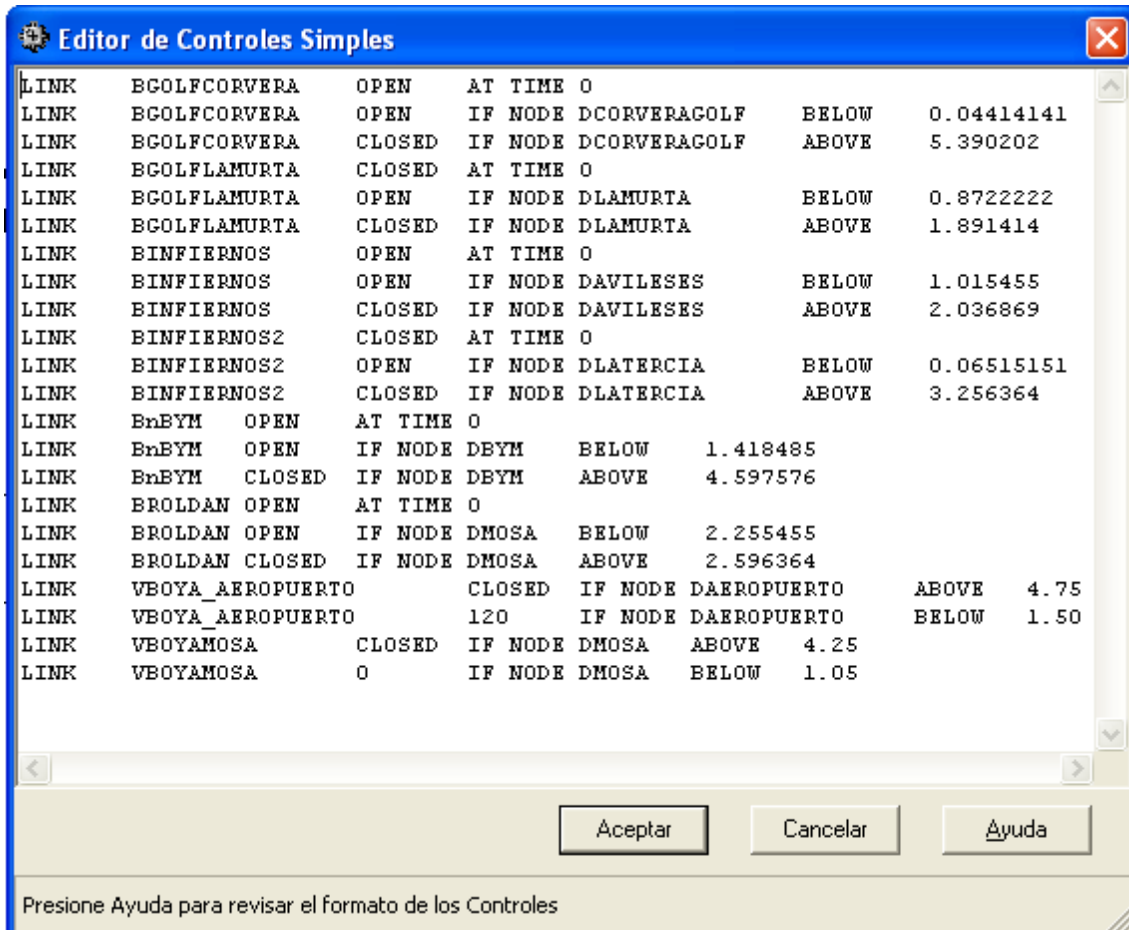 Editor de Controles Simples
LINK BGOLFCORVERA OPEN AT TIME 0
LINK BGOLFCORVERA OPEN IF NODE DCORVERAGOLF BELOW 0.04414141
LINK BGOLFCORVERA CLOSED IF NODE DCORVERAGOLF ABOVE 5.390202
LINK BGOLFLAMURTA CLOSED AT TIME 0
LINK BGOLFLAMURTA OPEN IF NODE DLAMURTA BELOW 0.8722222
LINK BGOLFLAMURTA CLOSED IF NODE DLAMURTA ABOVE 1.891414
LINK BINFIERNOS OPEN AT TIME 0
LINK BINFIERNOS OPEN IF NODE DAVILESES BELOW 1.015455
LINK BINFIERNOS CLOSED IF NODE DAVILESES ABOVE 2.036869
LINK BINFIERNOS2 CLOSED AT TIME 0
LINK BINFIERNOS2 OPEN IF NODE DLATERCIA BELOW 0.06515151
LINK BINFIERNOS2 CLOSED IF NODE DLATERCIA ABOVE 3.256364
LINK BnBYM OPEN AT TIME 0
LINK BnBYM OPEN IF NODE DBYM BELOW 1.418485
LINK BnBYM CLOSED IF NODE DBYM ABOVE 4.597576
LINK BROLDAN OPEN AT TIME 0
LINK BROLDAN OPEN IF NODE DMOSA BELOW 2.255455
LINK BROLDAN CLOSED IF NODE DMOSA ABOVE 2.596364
LINK VBOYA_AEROPUERTO CLOSED IF NODE DAEROPUERTO ABOVE 4.75
LINK VBOYA_AEROPUERTO 120 IF NODE DAEROPUERTO BELOW 1.50
LINK VBOYAMOSA CLOSED IF NODE DMOSA ABOVE 4.25
LINK VBOYAMOSA 0 IF NODE DMOSA BELOW 1.05
Aceptar Cancelar Ayuda
Presione Ayuda para revisar el formato de los Controles